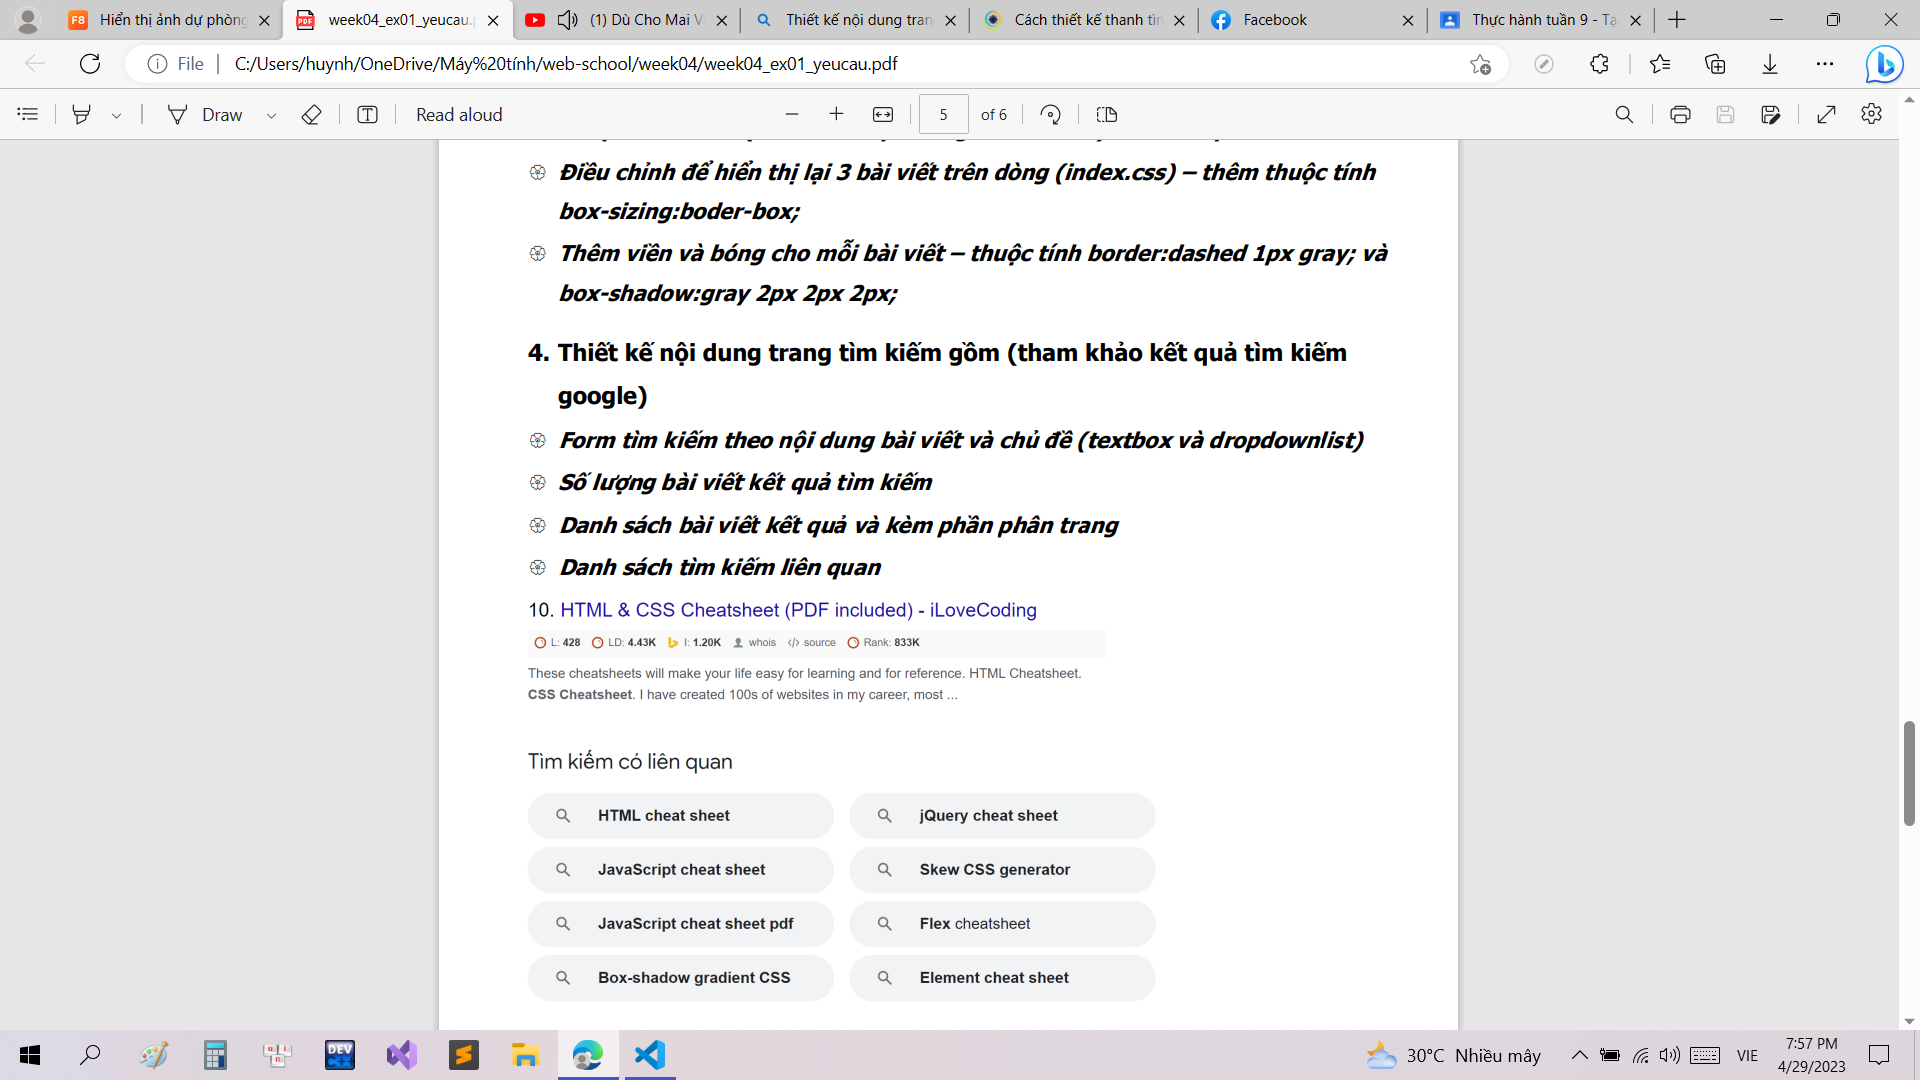 Hiển thị ảnh dự phòng
week04_ex01_yeucau.p
(1) Dù Cho Mai V
Thiết kế nội dung tran
Cách thiết kế thanh tìn
Facebook
Thực hành tuần 9 - Tạ
File
C:/Users/huynh/OneDrive/Máy%20tính/web-school/week04/week04_ex01_yeucau.pdf
Draw
Read aloud
5
of 6
Điều chỉnh để hiển thị lại 3 bài viết trên dòng (index.css) – thêm thuộc tính
box-sizing:boder-box;
Thêm viền và bóng cho mỗi bài viết – thuộc tính border:dashed 1px gray; và
box-shadow:gray 2px 2px 2px;
4. Thiết kế nội dung trang tìm kiếm gồm (tham khảo kết quả tìm kiếm
google)
Form tìm kiếm theo nội dung bài viết và chủ đề (textbox và dropdownlist)
Số lượng bài viết kết quả tìm kiếm
Danh sách bài viết kết quả và kèm phần phân trang
Danh sách tìm kiếm liên quan
10. HTML & CSS Cheatsheet (PDF included) - iLoveCoding
L: 428 LD: 4.43K I: 1.20K whois </> source Rank: 833K
These cheatsheets will make your life easy for learning and for reference. HTML Cheatsheet.
CSS Cheatsheet. I have created 100s of websites in my career, most ...
Tìm kiếm có liên quan
HTML cheat sheet
jQuery cheat sheet
JavaScript cheat sheet
Skew CSS generator
JavaScript cheat sheet pdf
Flex cheatsheet
Box-shadow gradient CSS
Element cheat sheet
30°C Nhiều mây
VIE
7:57 PM
4/29/2023